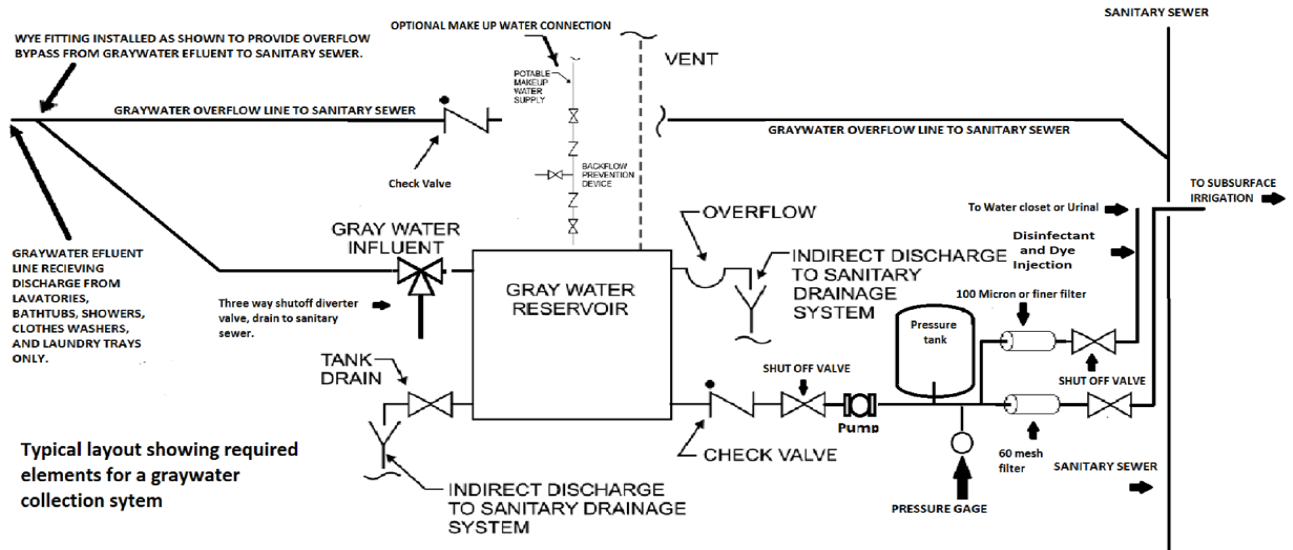 SANITARY SEWER
OPTIONAL MAKE UP WATER CONNECTION
WYE FITTING INSTALLED AS SHOWN TO PROVIDE OVERFLOW
BYPASS FROM GRAYWATER EFLUENT TO SANITARY SEWER.
VENT
POTABLE
MAKEUP
WATER
SUPPLY
GRAYWATER OVERFLOW LINE TO SANITARY SEWER
GRAYWATER OVERFLOW LINE TO SANITARY SEWER
Check Valve
BACKFLOW
PREVENTION
DEVICE
TO SUBSURFACE
IRRIGATION
To Water closet or Urinal
OVERFLOW
GRAY WATER
INFLUENT
Disinfectant
and Dye
Injection
GRAYWATER EFLUENT
LINE RECIEVING
DISCHARGE FROM
LAVATORIES,
BATHTUBS, SHOWERS,
CLOTHES WASHERS,
AND LAUNDRY TRAYS
ONLY.
INDIRECT DISCHARGE
TO SANITARY
DRAINAGE
SYSTEM
GRAY WATER
RESERVOIR
100 Micron or finer filter
Three way shutoff diverter
valve, drain to sanitary
sewer.
Pressure
tank
TANK
DRAIN
SHUT OFF VALVE
SHUT OFF VALVE
Pump
CHECK VALVE
60 mesh
filter
SANITARY SEWER
Typical layout showing required
elements for a graywater
collection sytem
INDIRECT DISCHARGE
TO SANITARY DRAINAGE
SYSTEM
PRESSURE GAGE